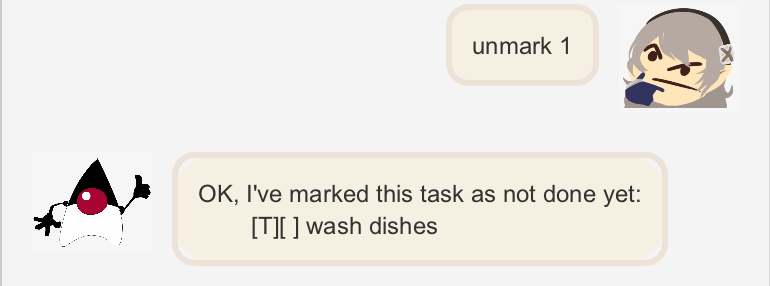 unmark 1
OK, I've marked this task as not done yet:
[T][ ] wash dishes